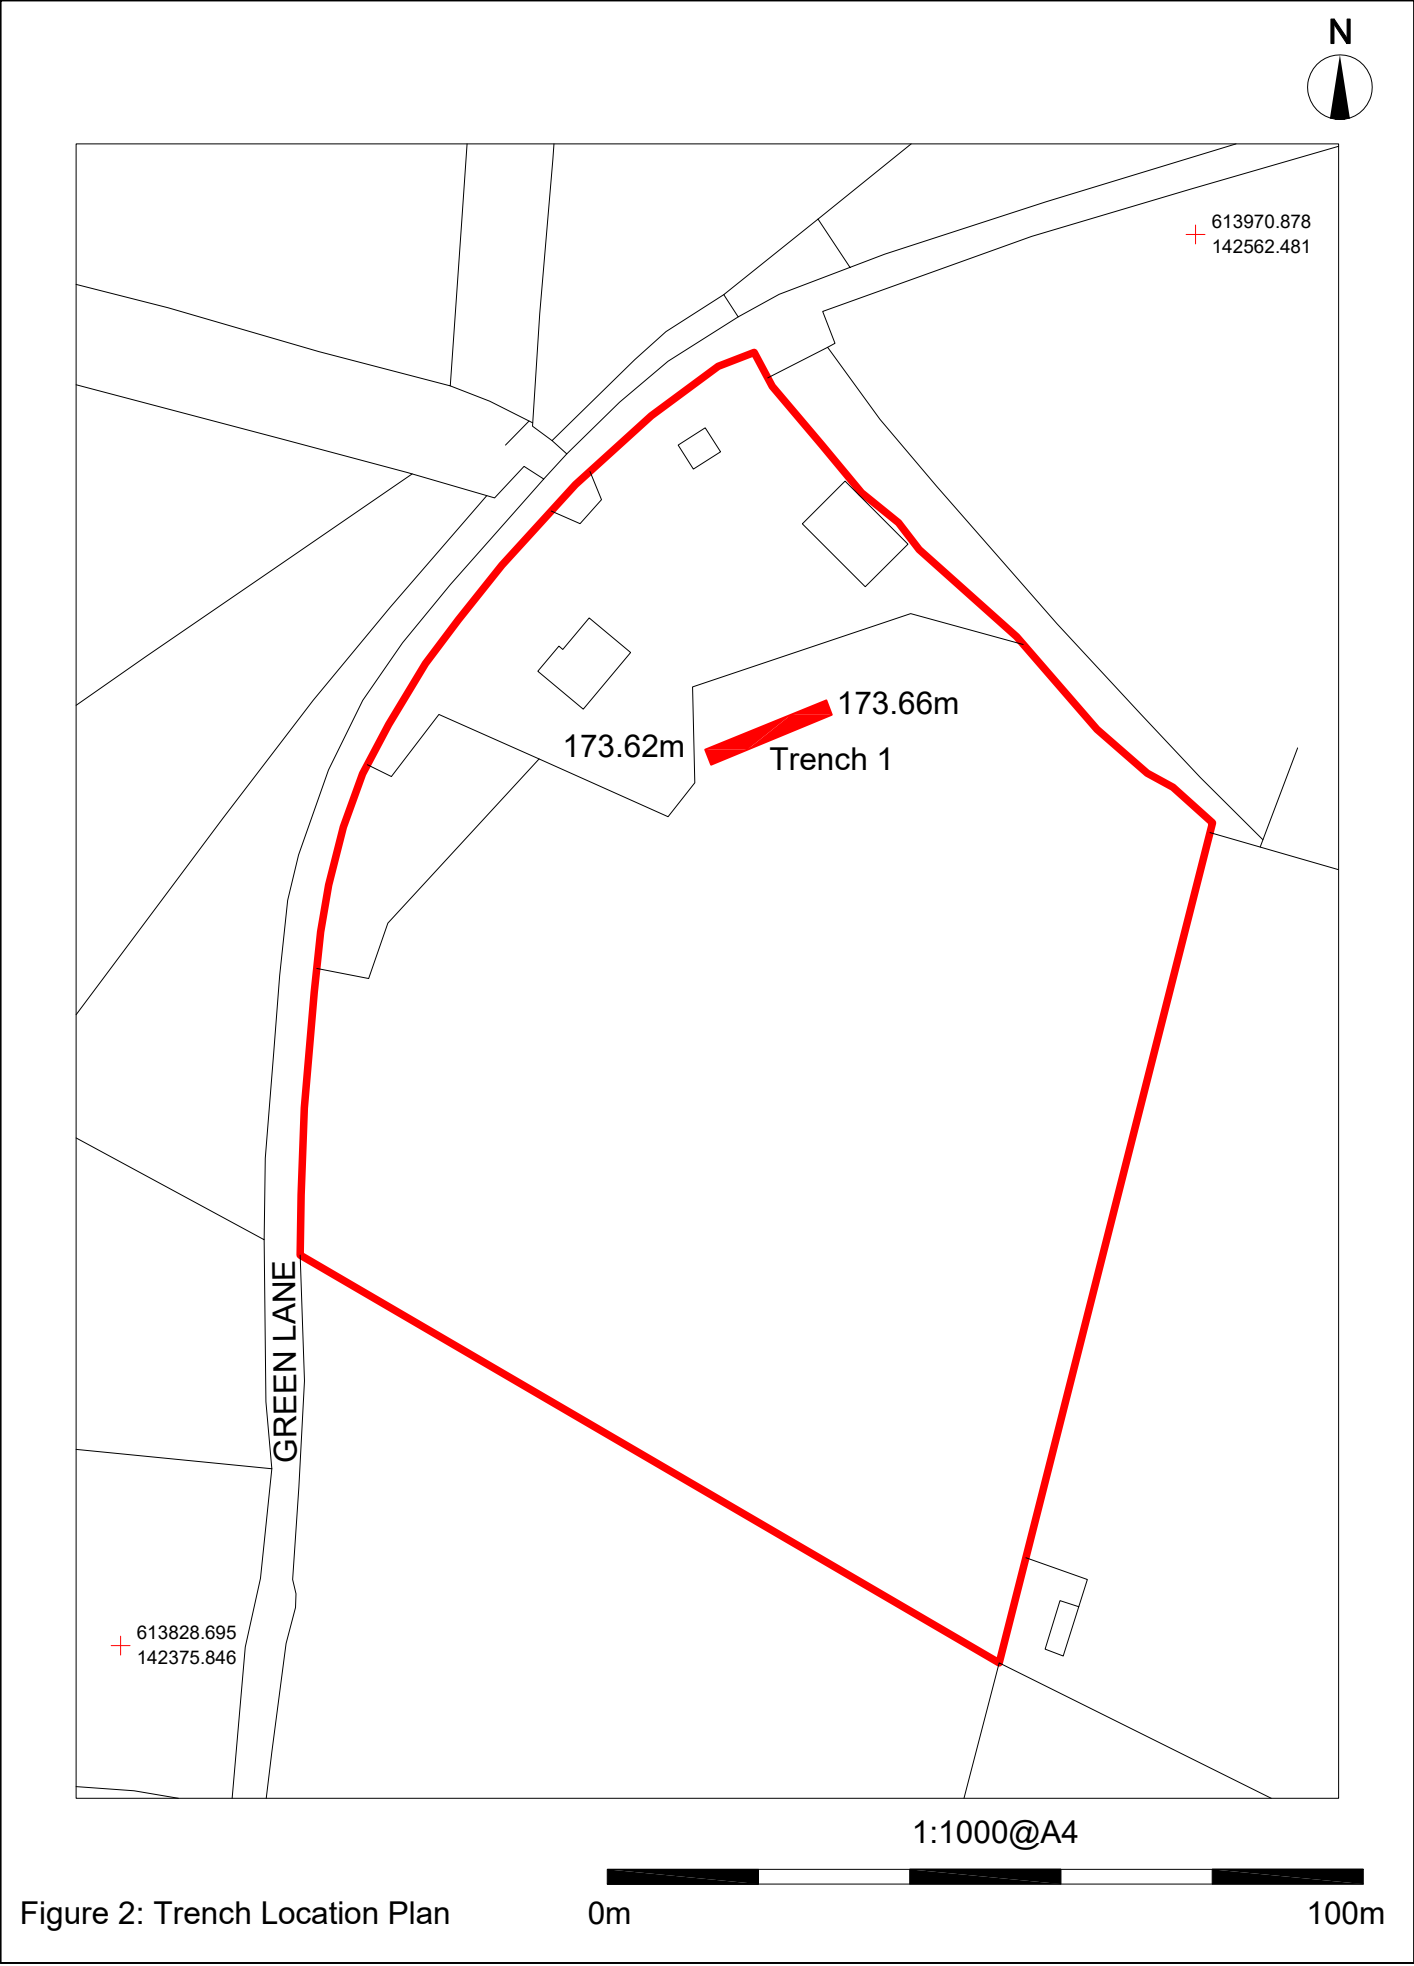 N
613970.878
142562.481
173.66m
173.62m
Trench 1
GREEN LANE
613828.695
142375.846
1:1000@A4
Figure 2: Trench Location Plan
0m
100m